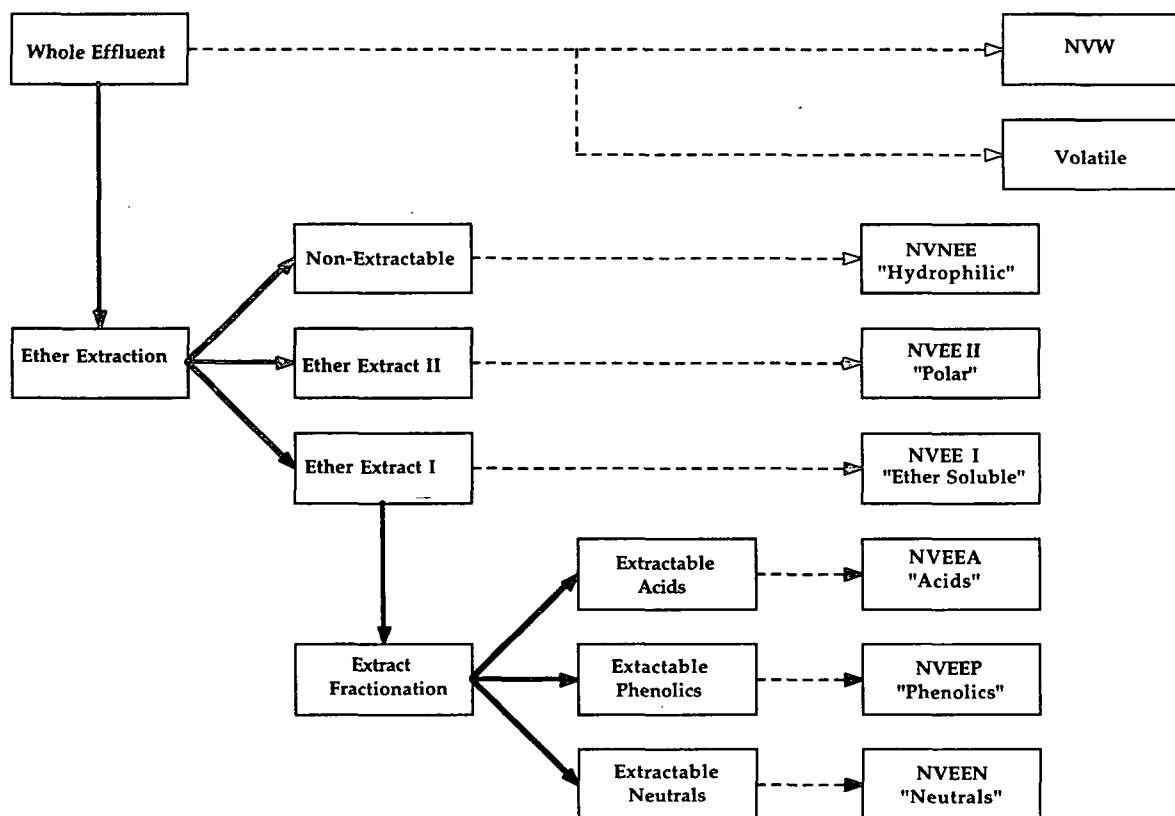 Whole Effluent
NVW
Volatile
Non-Extractable
NVNEE
"Hydrophilic"
Ether Extraction
Ether Extract II
NVEE II
"Polar"
Ether Extract I
NVEE I
"Ether Soluble"
Extractable
Acids
NVEEA
"Acids"
Extract
Fractionation
Extactable
Phenolics
NVEEP
"Phenolics"
Extractable
Neutrals
NVEEN
"Neutrals"